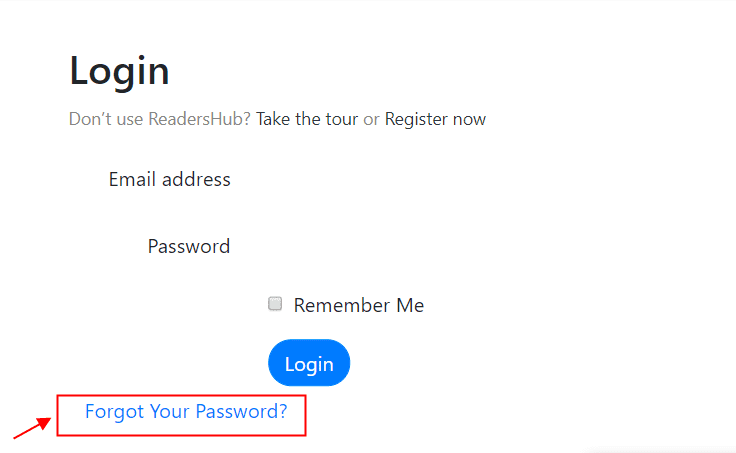 Login
Don’t use ReadersHub? Take the tour or Register now
Email address
Password
Remember Me
Login
Forgot Your Password?